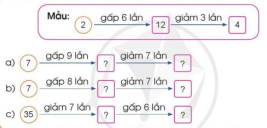 Mẫu: 2 gấp 6 lần 12 giảm 3 lần 4
a) 7 gấp 9 lần ? giảm 7 lần ?
b) 7 gấp 8 lần ? giảm 7 lần ?
c) 35 giảm 7 lần ? gấp 6 lần ?